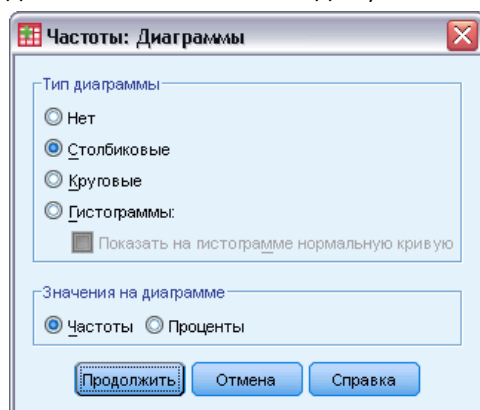 Частоты: Диаграммы
Тип диаграммы
Нет
Столбиковые
Круговые
Гистограммы:
Показать на гистограмме нормальную кривую
Значения на диаграмме
Частоты Проценты
Продолжить Отмена Справка